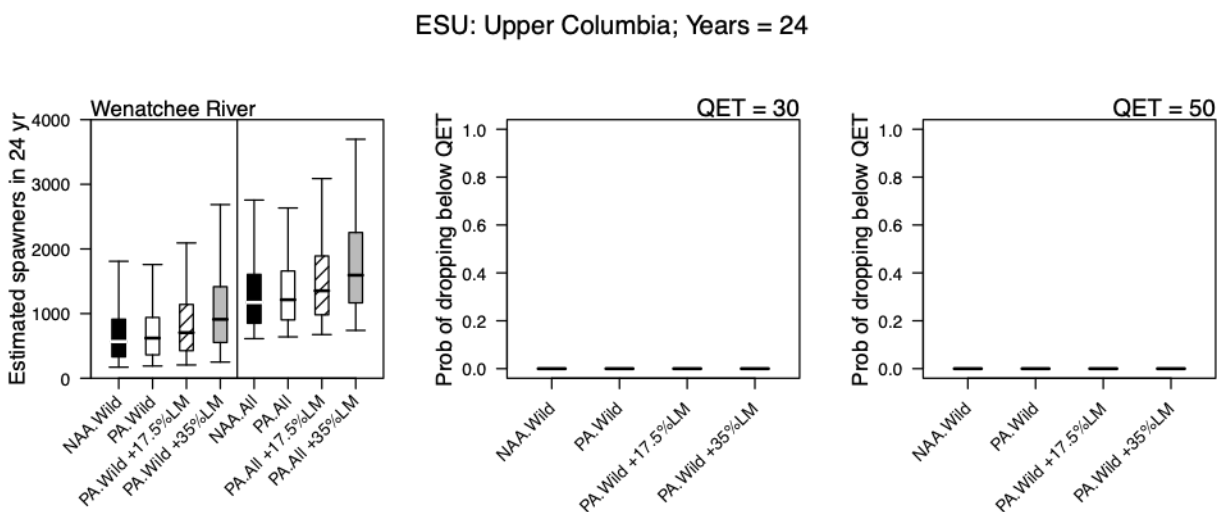 ESU: Upper Columbia; Years = 24
Wenatchee River
Estimated spawners in 24 yr
4000
3000
2000
1000
0
NAA.Wild
PA.Wild
PA.Wild +17.5%LM
PA.Wild +35%LM
NAA.All
PA.All
PA.All +17.5%LM
PA.All +35%LM
QET = 30
Prob of dropping below QET
1.0
0.8
0.6
0.4
0.2
0.0
NAA.Wild
PA.Wild
PA.Wild +17.5%LM
PA.Wild +35%LM
QET = 50
Prob of dropping below QET
1.0
0.8
0.6
0.4
0.2
0.0
NAA.Wild
PA.Wild
PA.Wild +17.5%LM
PA.Wild +35%LM